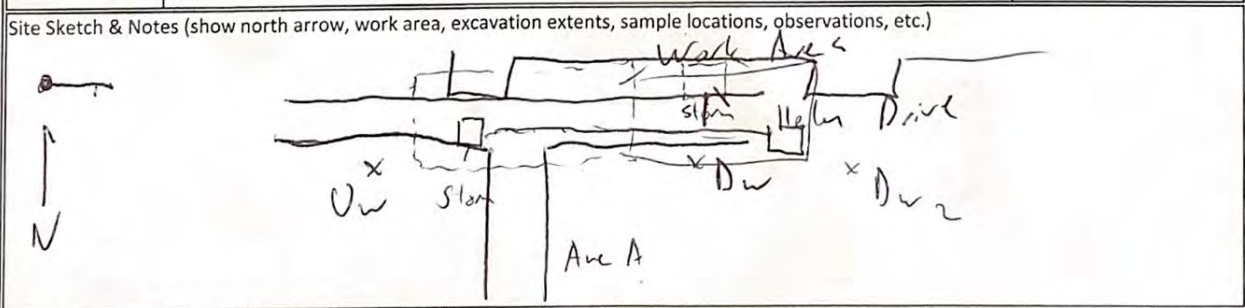 Site Sketch & Notes (show north arrow, work area, excavation extents, sample locations, observations, etc.)
Work Area
Storm
Drive
N
Uw
Storm
Dw
Dw 2
Ave A